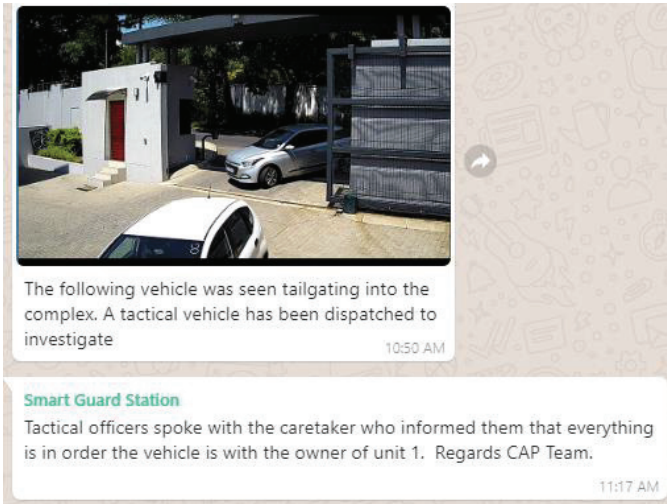 The following vehicle was seen tailgating into the
complex. A tactical vehicle has been dispatched to
investigate
10:50 AM
Smart Guard Station
Tactical officers spoke with the caretaker who informed them that everything
is in order the vehicle is with the owner of unit 1.  Regards CAP Team.
11:17 AM